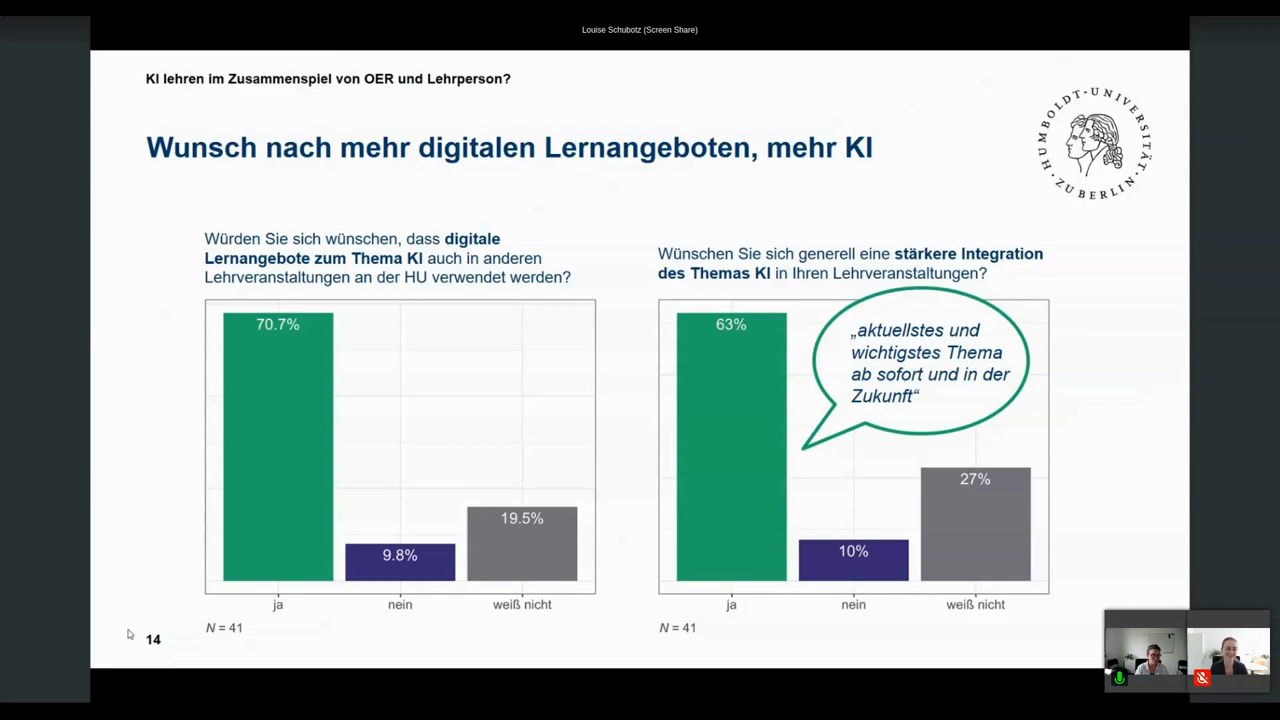 Louise Schubotz (Screen Share)
KI lehren im Zusammenspiel von OER und Lehrperson?
Wunsch nach mehr digitalen Lernangeboten, mehr KI
HUMBOLDT-UNIVERSITÄT
ZU BERLIN
Würden Sie sich wünschen, dass digitale
Lernangebote zum Thema KI auch in anderen
Lehrveranstaltungen an der HU verwendet werden?
70.7%
9.8%
19.5%
ja
nein
weiß nicht
N = 41
Wünschen Sie sich generell eine stärkere Integration
des Themas KI in Ihren Lehrveranstaltungen?
„aktuellstes und
wichtigstes Thema
ab sofort und in der
Zukunft“
63%
10%
27%
ja
nein
weiß nicht
N = 41
14